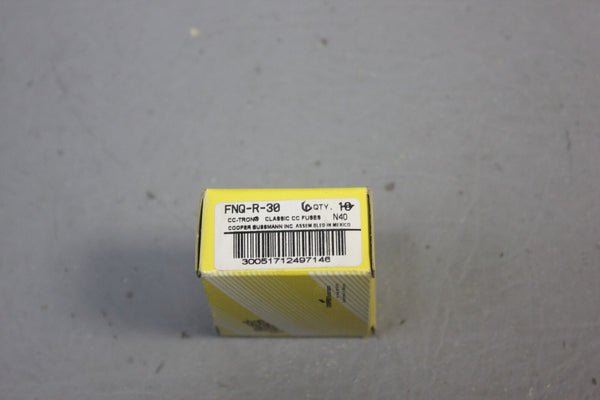 FNQ-R-30 6 QTY. 10
CC-TRON® CLASSIC CC FUSES N40
COOPER BUSSMANN INC. ASSEMBLED IN MEXICO
30051712497146